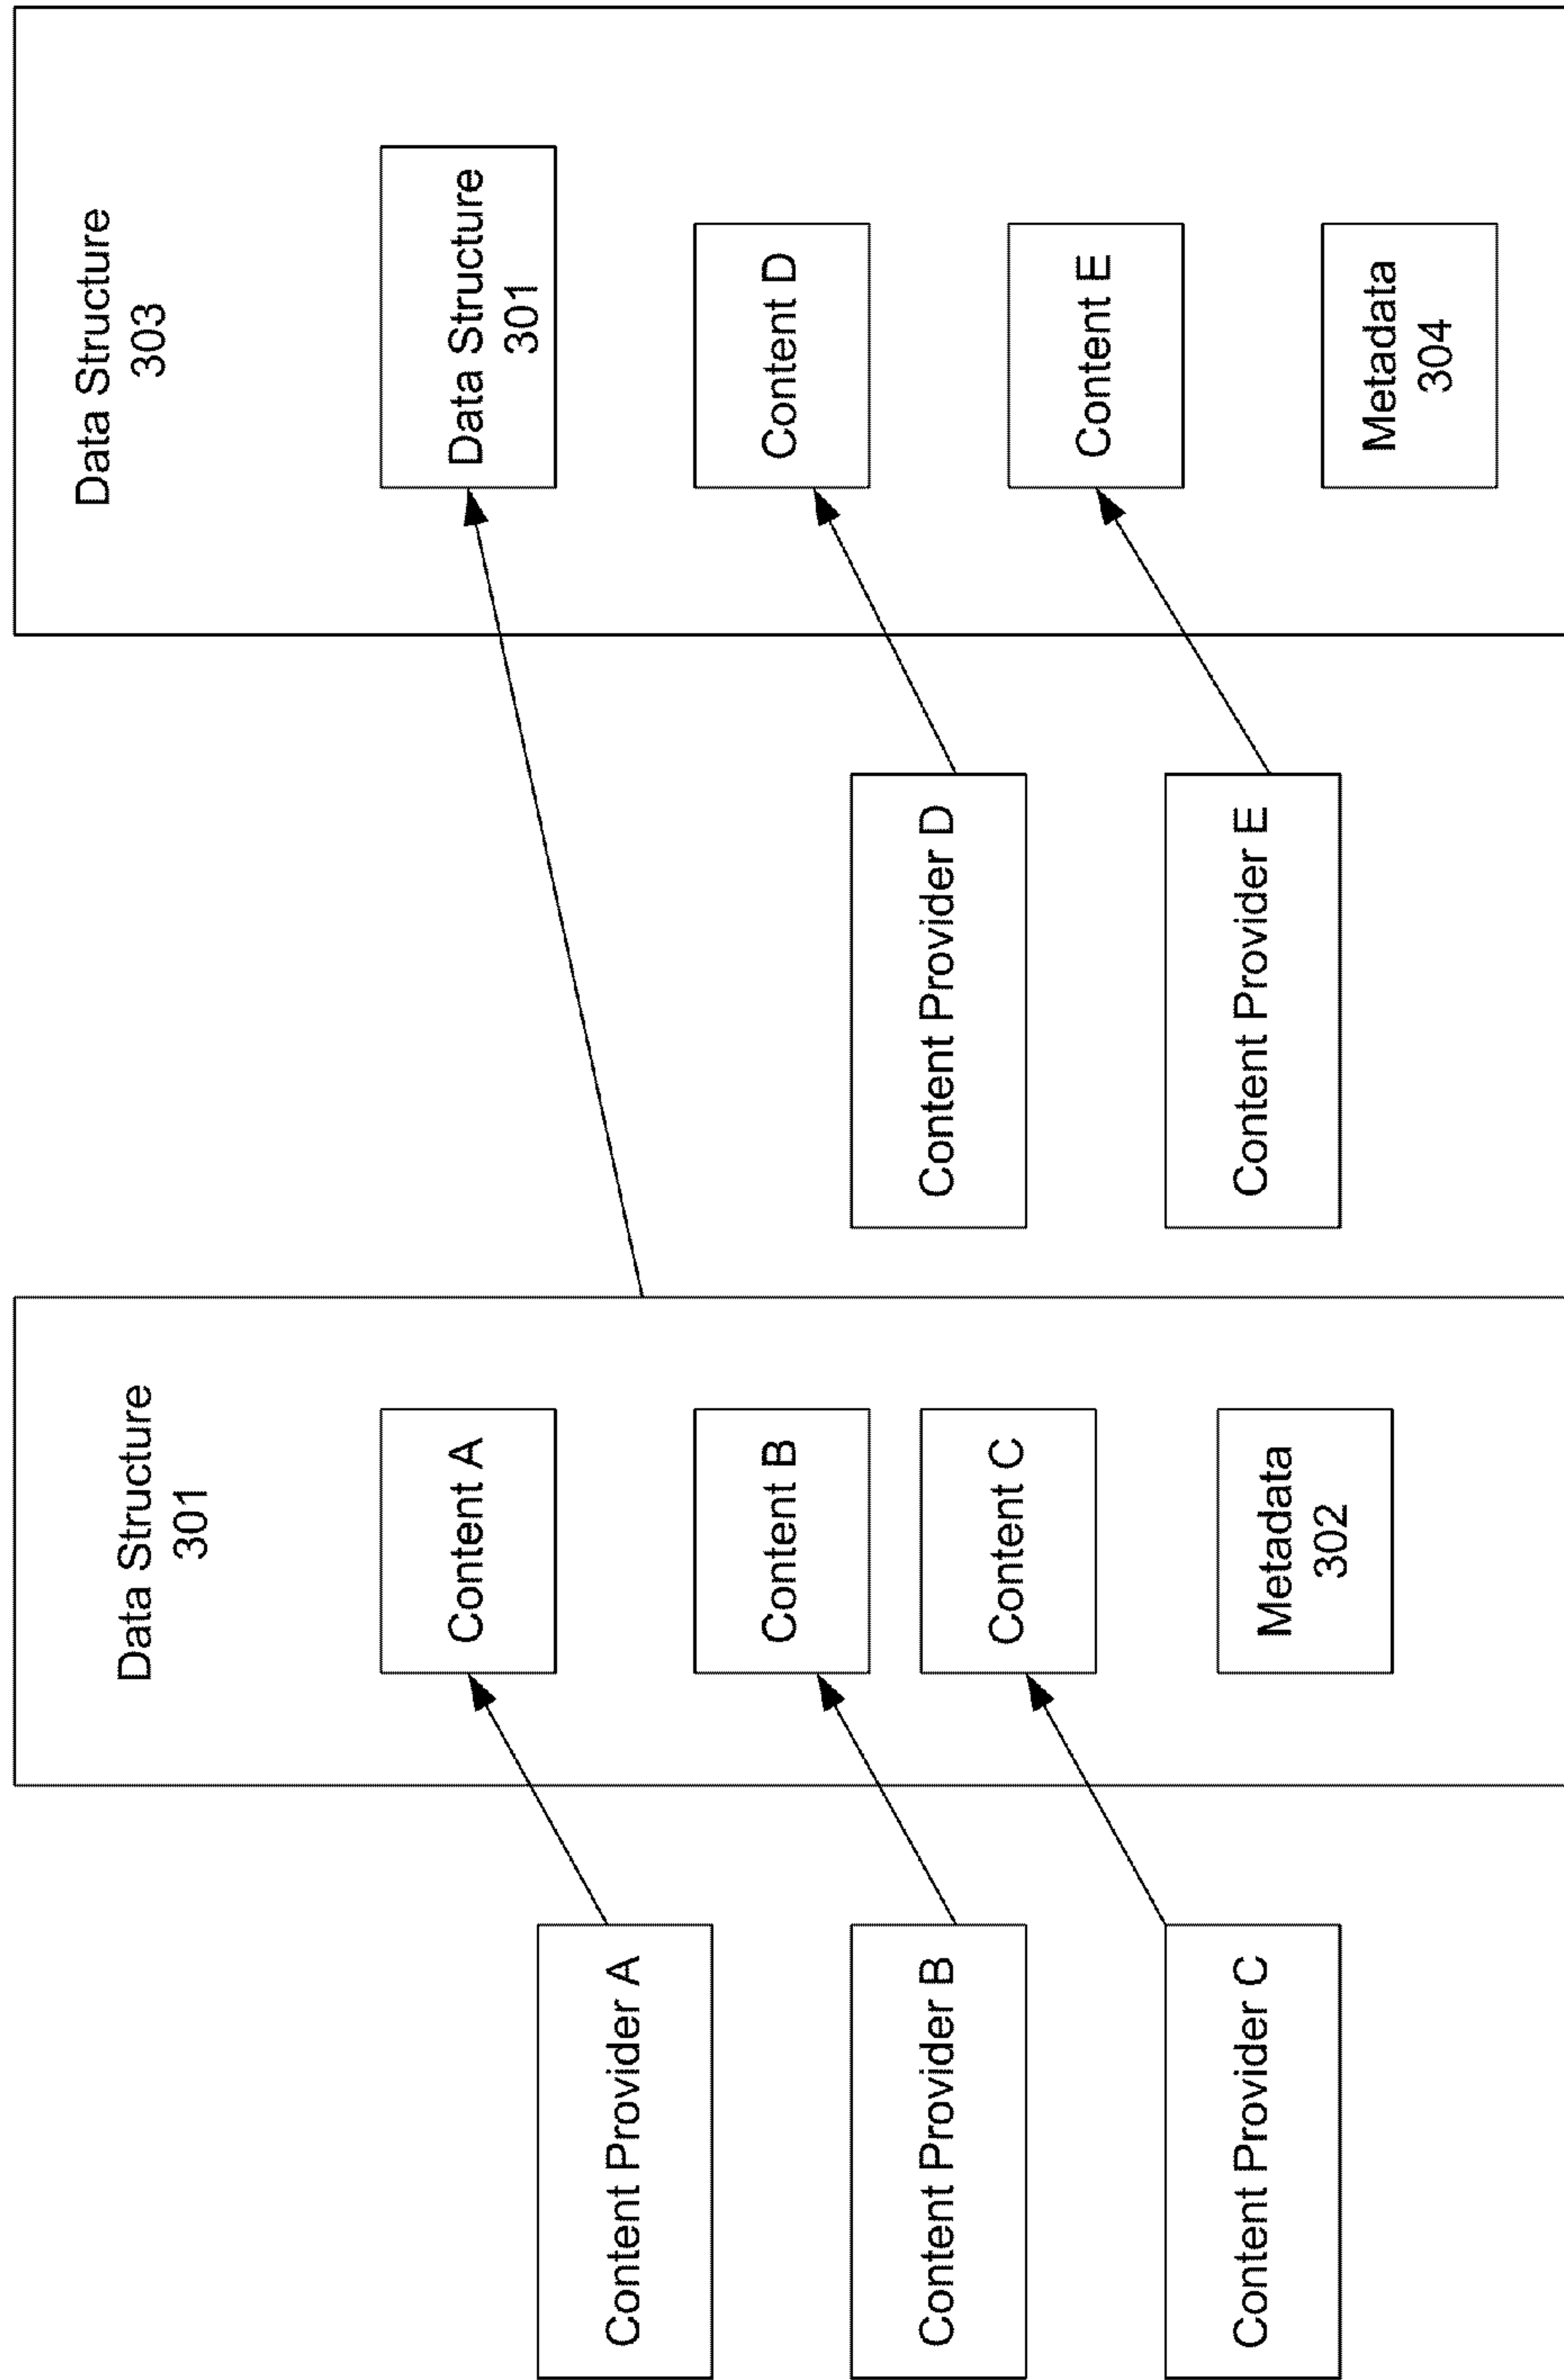 Content Provider A
Content Provider B
Content Provider C
Data Structure
301
Content A
Content B
Content C
Metadata
302
Content Provider D
Content Provider E
Data Structure
303
Data Structure
301
Content D
Content E
Metadata
304